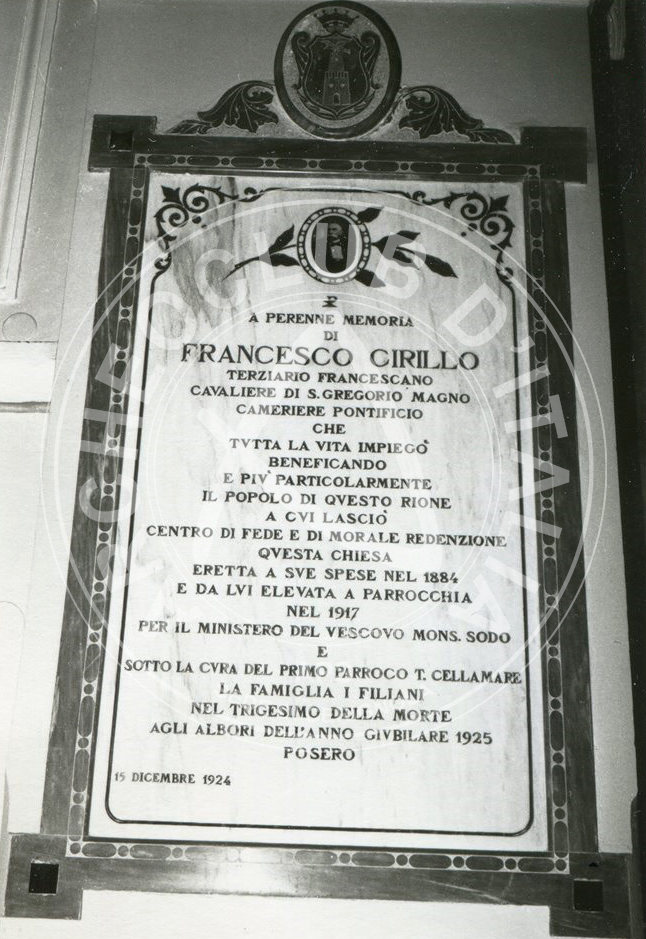 A PERENNE MEMORIA
DI
FRANCESCO CIRILLO
TERZIARIO FRANCESCANO
CAVALIERE DI S. GREGORIO MAGNO
CAMERIERE PONTIFICIO
CHE
TVTTA LA VITA IMPIEGO'
BENEFICANDO
E PIV' PARTICOLARMENTE
IL POPOLO DI QVESTO RIONE
A CVI LASCIO'
CENTRO DI FEDE E DI MORALE REDENZIONE
QVESTA CHIESA
ERETTA A SVE SPESE NEL 1884
E DA LVI ELEVATA A PARROCCHIA
NEL 1917
PER IL MINISTERO DEL VESCOVO MONS. SODO
E
SOTTO LA CVRA DEL PRIMO PARROCO T. CELLAMARE
LA FAMIGLIA I FILIANI
NEL TRIGESIMO DELLA MORTE
AGLI ALBORI DELL'ANNO GIVBILARE 1925
POSERO
15 DICEMBRE 1924
ARCHEOCLUB D'ITALIA